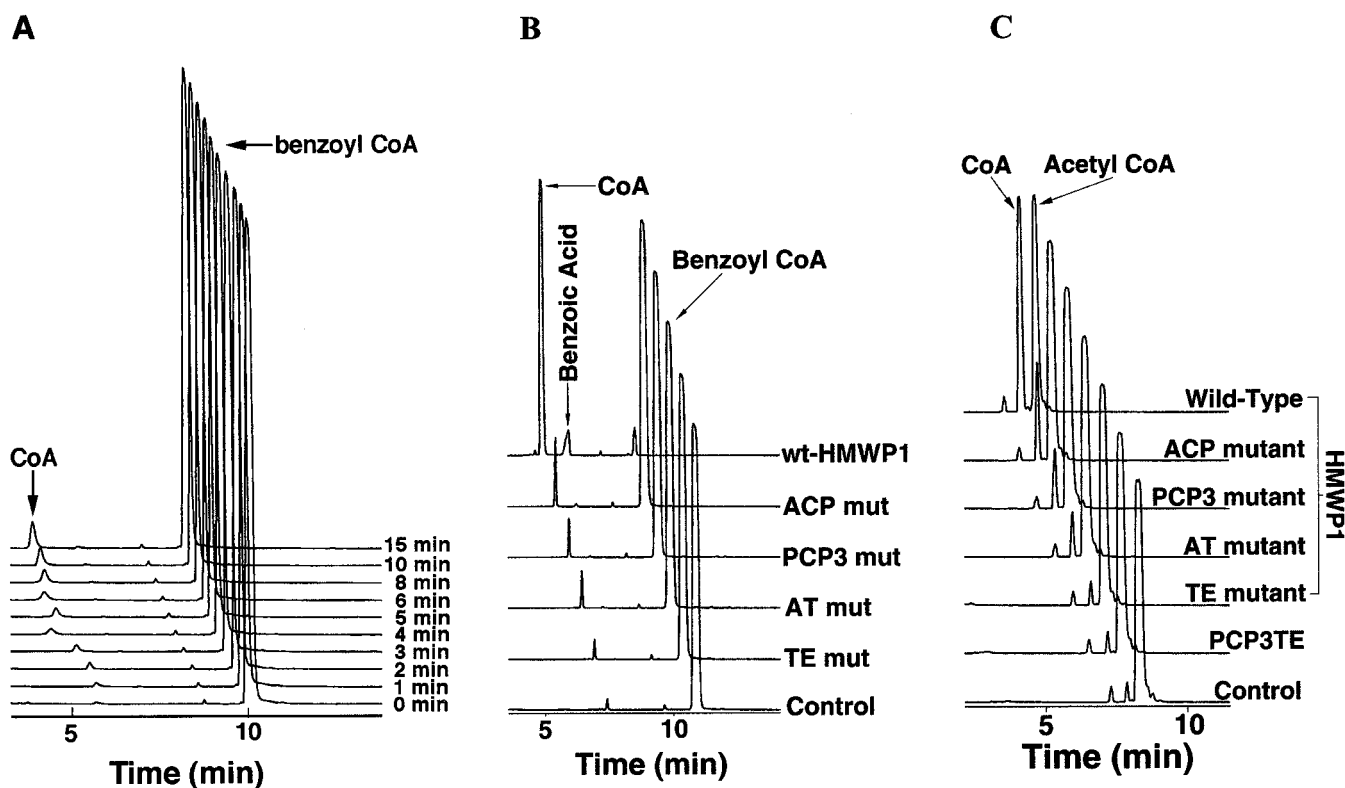 A
benzoyl CoA
CoA
15 min
10 min
8 min
6 min
5 min
4 min
3 min
2 min
1 min
0 min
5
10
Time (min)
B
CoA
Benzoic Acid
Benzoyl CoA
wt-HMWP1
ACP mut
PCP3 mut
AT mut
TE mut
Control
5
10
Time (min)
C
CoA
Acetyl CoA
Wild-Type
ACP mutant
PCP3 mutant
AT mutant
TE mutant
HMWP1
PCP3TE
Control
5
10
Time (min)